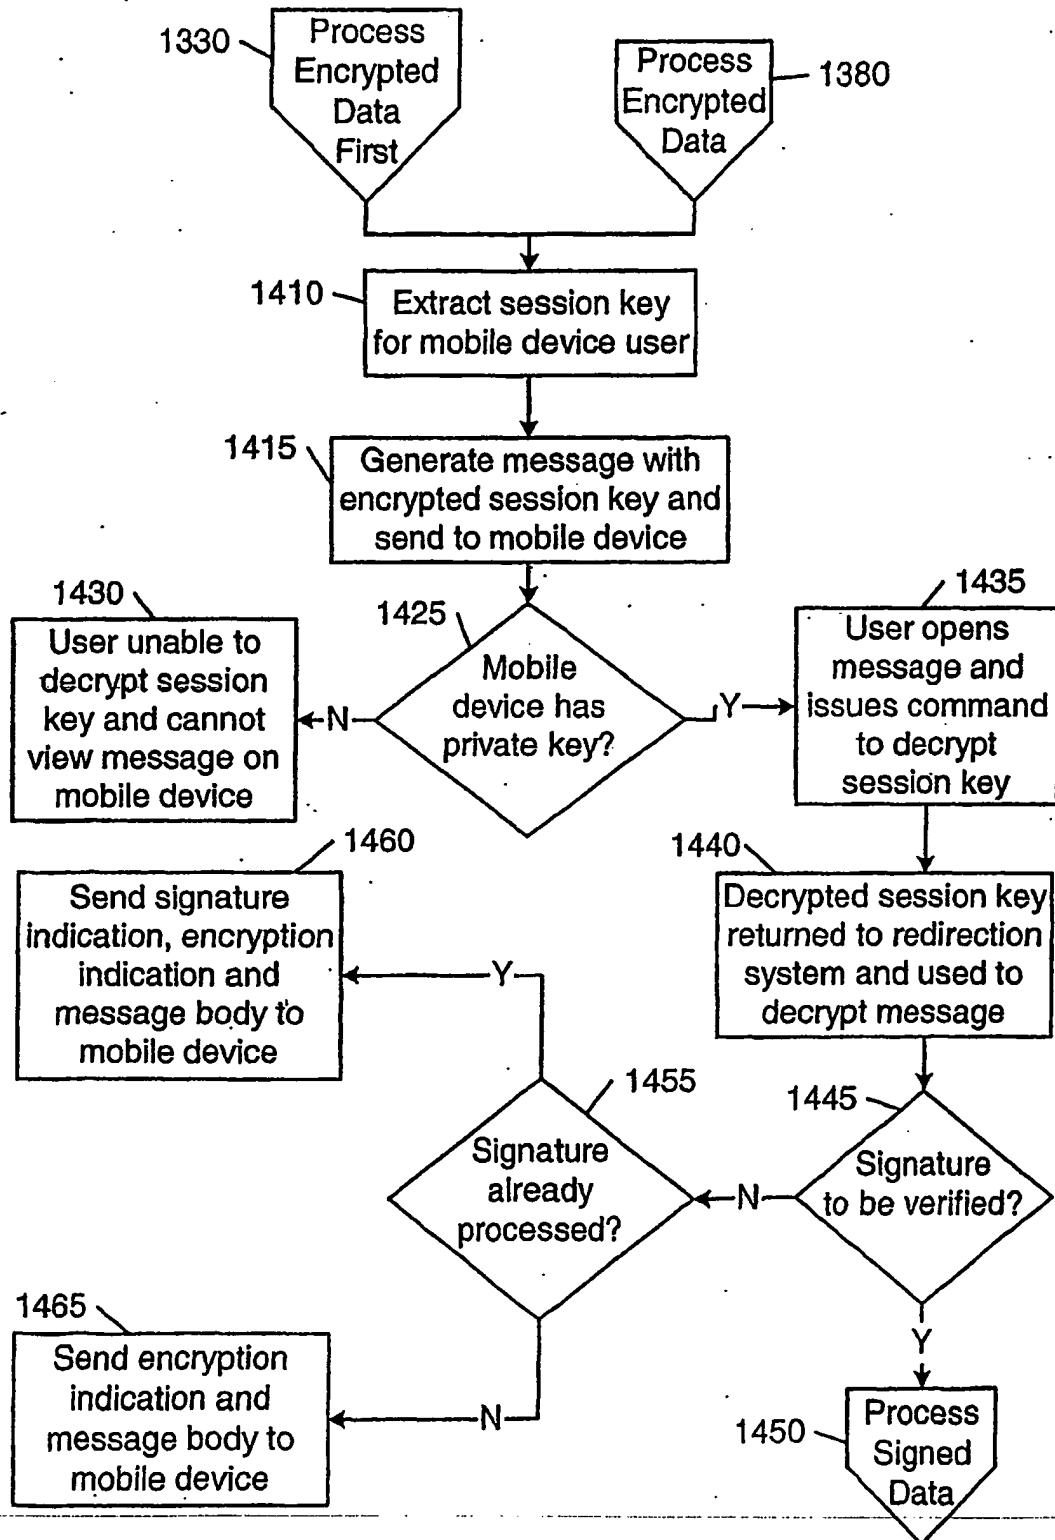 1330
Process
Encrypted
Data
First
Process
Encrypted
Data
1380
1410
Extract session key
for mobile device user
1415
Generate message with
encrypted session key and
send to mobile device
1430
User unable to
decrypt session
key and cannot
view message on
mobile device
N
1425
Mobile
device has
private key?
Y
1435
User opens
message and
issues command
to decrypt
session key
1460
Send signature
indication, encryption
indication and
message body to
mobile device
Y
1440
Decrypted session key
returned to redirection
system and used to
decrypt message
1455
Signature
already
processed?
N
1445
Signature
to be verified?
1465
Send encryption
indication and
message body to
mobile device
N
Y
1450
Process
Signed
Data